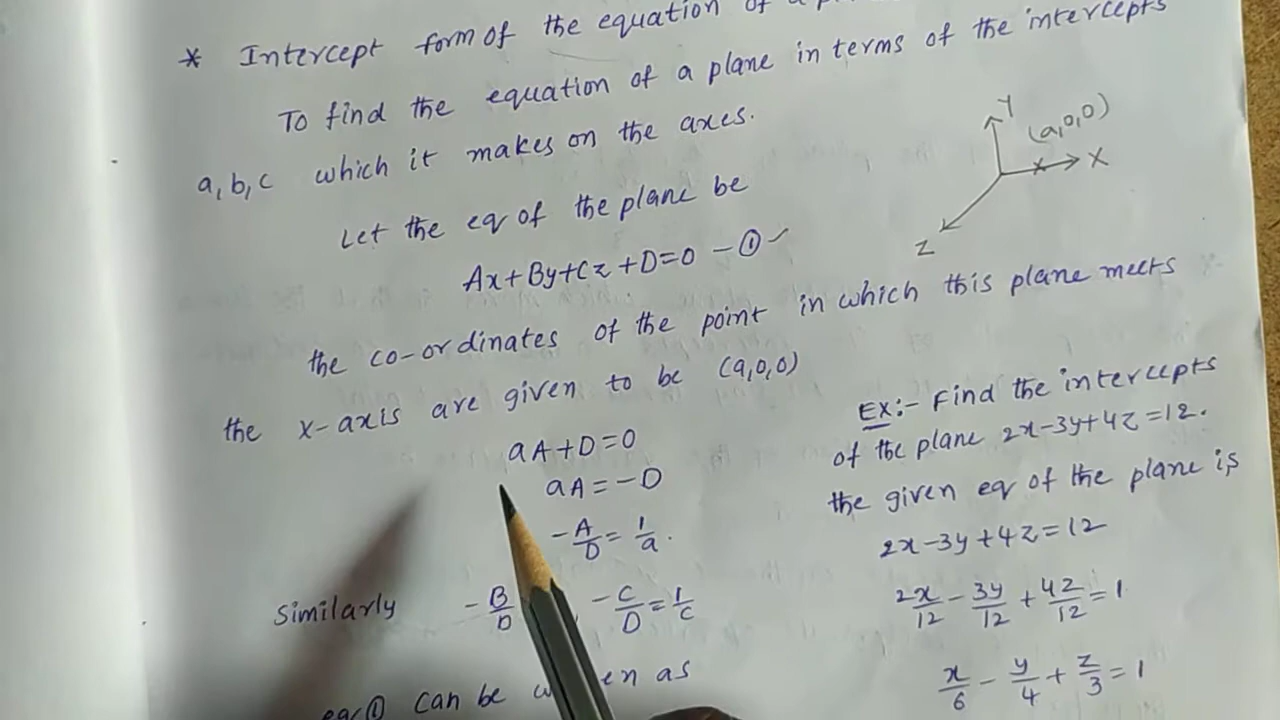 * Intercept form of the equation of a
To find the equation of a plane in terms of the intercepts
a,b,c which it makes on the axes.
Let the eq of the plane be
Ax+By+Cz+D=0 -①✓
the co-ordinates of the point in which this plane meets
the x-axis are given to be (a,0,0)
aA+D=0
aA=-D
-A/D=1/a.
Similarly -B/D -C/D=1/c
eq① can be en as
Y
(a,0,0)
X
Z
EX:- Find the intercepts
of the plane 2x-3y+4z=12.
the given eq of the plane is
2x-3y+4z=12
2x/12-3y/12+4z/12=1
x/6-y/4+z/3=1